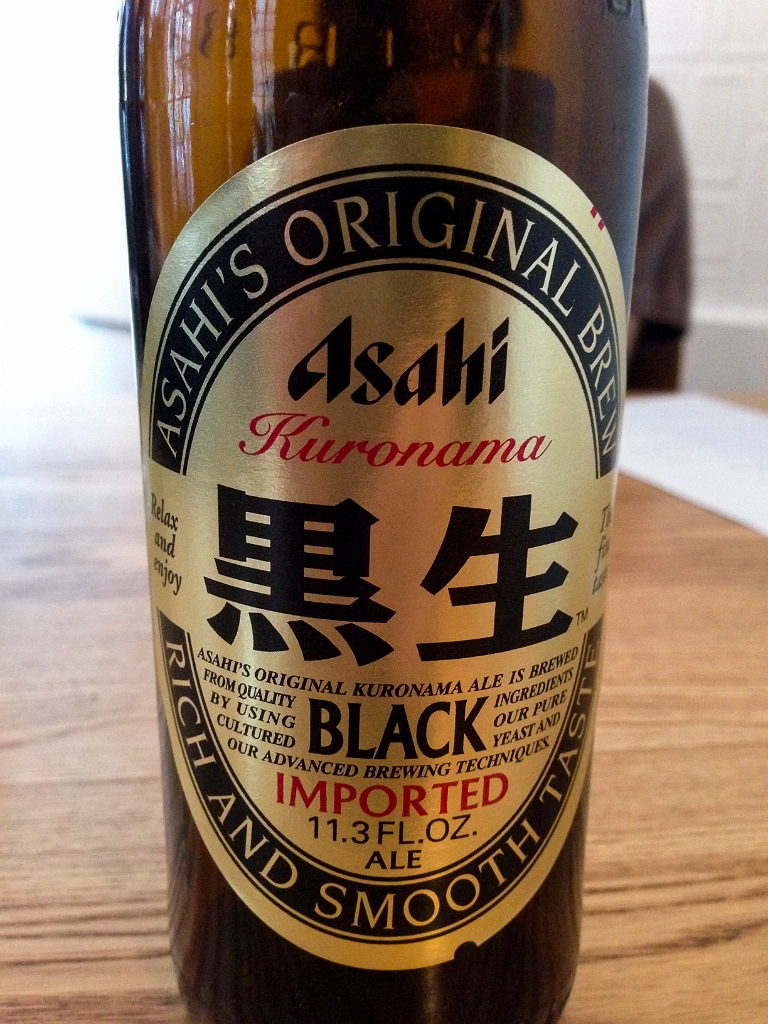 ASAHI'S ORIGINAL BREW
Asahi
Kuronama
黒生
TM
Relax
and
enjoy
ASAHI'S ORIGINAL KURONAMA ALE IS BREWED
FROM QUALITY INGREDIENTS
BY USING OUR PURE
CULTURED YEAST AND
BLACK
OUR ADVANCED BREWING TECHNIQUES.
IMPORTED
11.3 FL.OZ.
ALE
RICH AND SMOOTH TASTE